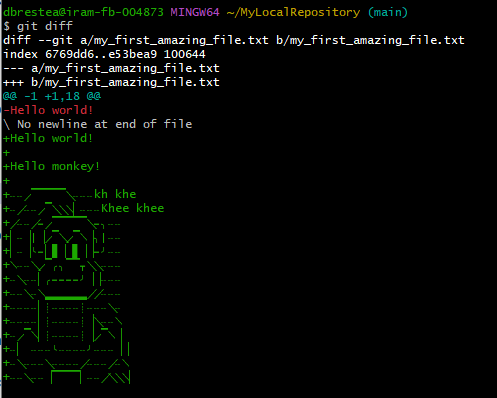 dbrestea@iram-fb-004873 MINGW64 ~/MyLocalRepository (main)
$ git diff
diff --git a/my_first_amazing_file.txt b/my_first_amazing_file.txt
index 6769dd6..e53bea9 100644
--- a/my_first_amazing_file.txt
+++ b/my_first_amazing_file.txt
@@ -1 +1,18 @@
-Hello world!
\ No newline at end of file
+Hello world!
+
+Hello monkey!
+
kh khe
Khee khee